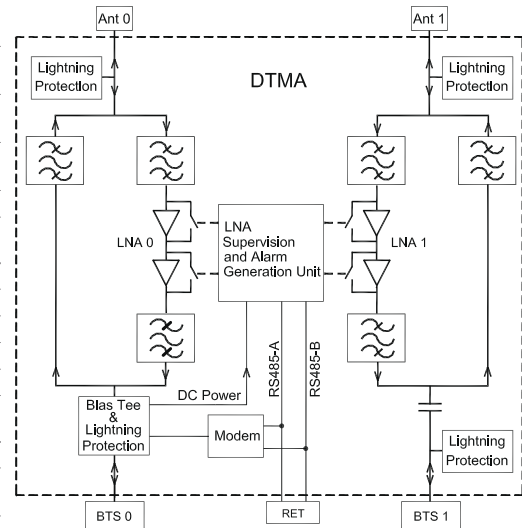 Ant 0
Ant 1
Lightning
Protection
DTMA
Lightning
Protection
LNA 0
LNA
Supervision
and Alarm
Generation Unit
LNA 1
DC Power
RS485-A
RS485-B
Blas Tee
&
Lightning
Protection
Modem
Lightning
Protection
BTS 0
RET
BTS 1